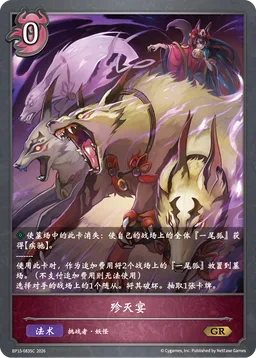 0
使墓场中的此卡消失:使自己的战场上的全体『一尾狐』获
得【疾驰】。
使用此卡时,作为追加费用将2个战场上的『一尾狐』放置到墓
场。(不支付追加费用则无法使用)
选择对手的战场上的1个随从。将其破坏。抽取1张卡牌。
殄灭宴
法术
挑战者・妖怪
GR
© Cygames, Inc. Published by NetEase Games